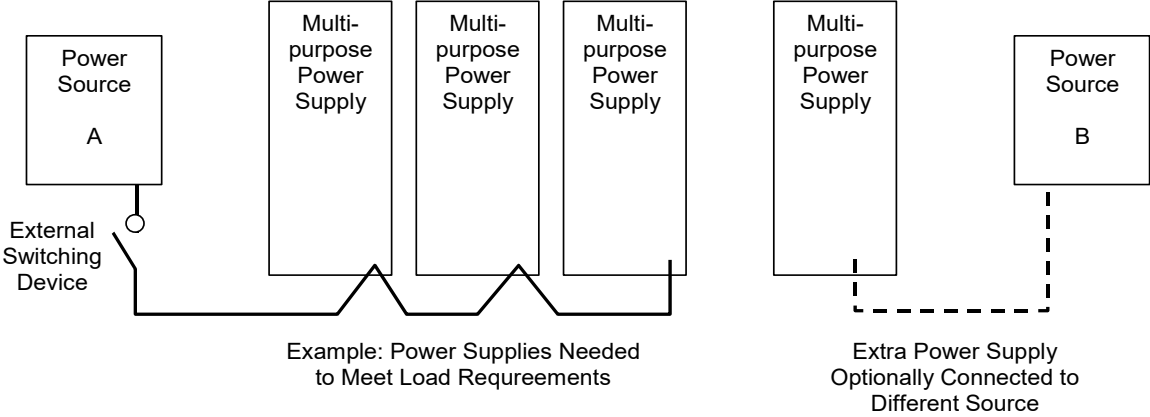 Power
Source
A
External
Switching
Device
Multi-
purpose
Power
Supply
Multi-
purpose
Power
Supply
Multi-
purpose
Power
Supply
Multi-
purpose
Power
Supply
Power
Source
B
Example: Power Supplies Needed
to Meet Load Requreements
Extra Power Supply
Optionally Connected to
Different Source